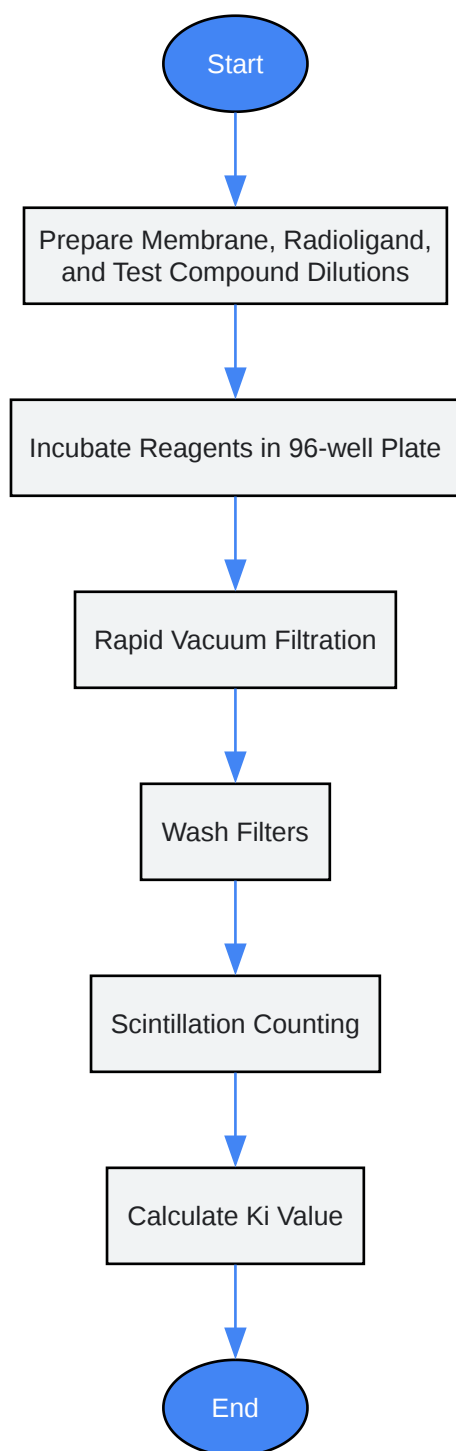 Start
Prepare Membrane, Radioligand,
and Test Compound Dilutions
Incubate Reagents in 96-well Plate
Rapid Vacuum Filtration
Wash Filters
Scintillation Counting
Calculate Ki Value
End